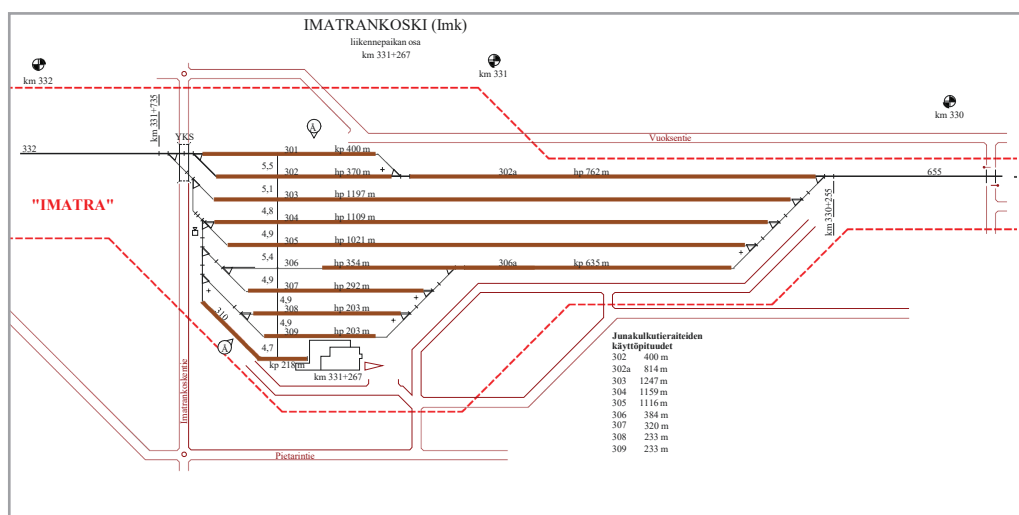 IMATRANKOSKI (Imk)
liikennepaikan osa
km 331+267
km 332
km 331
km 330
km 331+735
YKS
Å
Vuoksentie
332
301 kp 400 m
5,5
302 hp 370 m 302a hp 762 m 655
5,1
303 hp 1197 m
"IMATRA"
4,8
304 hp 1109 m
km 330+255
4,9
305 hp 1021 m
5,4
306 hp 354 m 306a kp 635 m
4,9
307 hp 292 m
4,9
308 hp 203 m
310
4,9
309 hp 203 m
Å
4,7
kp 218 m
km 331+267
Imatrankoskentie
Pietarintie
Junakulkutieraiteiden
käyttöpituudet
302 400 m
302a 814 m
303 1247 m
304 1159 m
305 1116 m
306 384 m
307 320 m
308 233 m
309 233 m